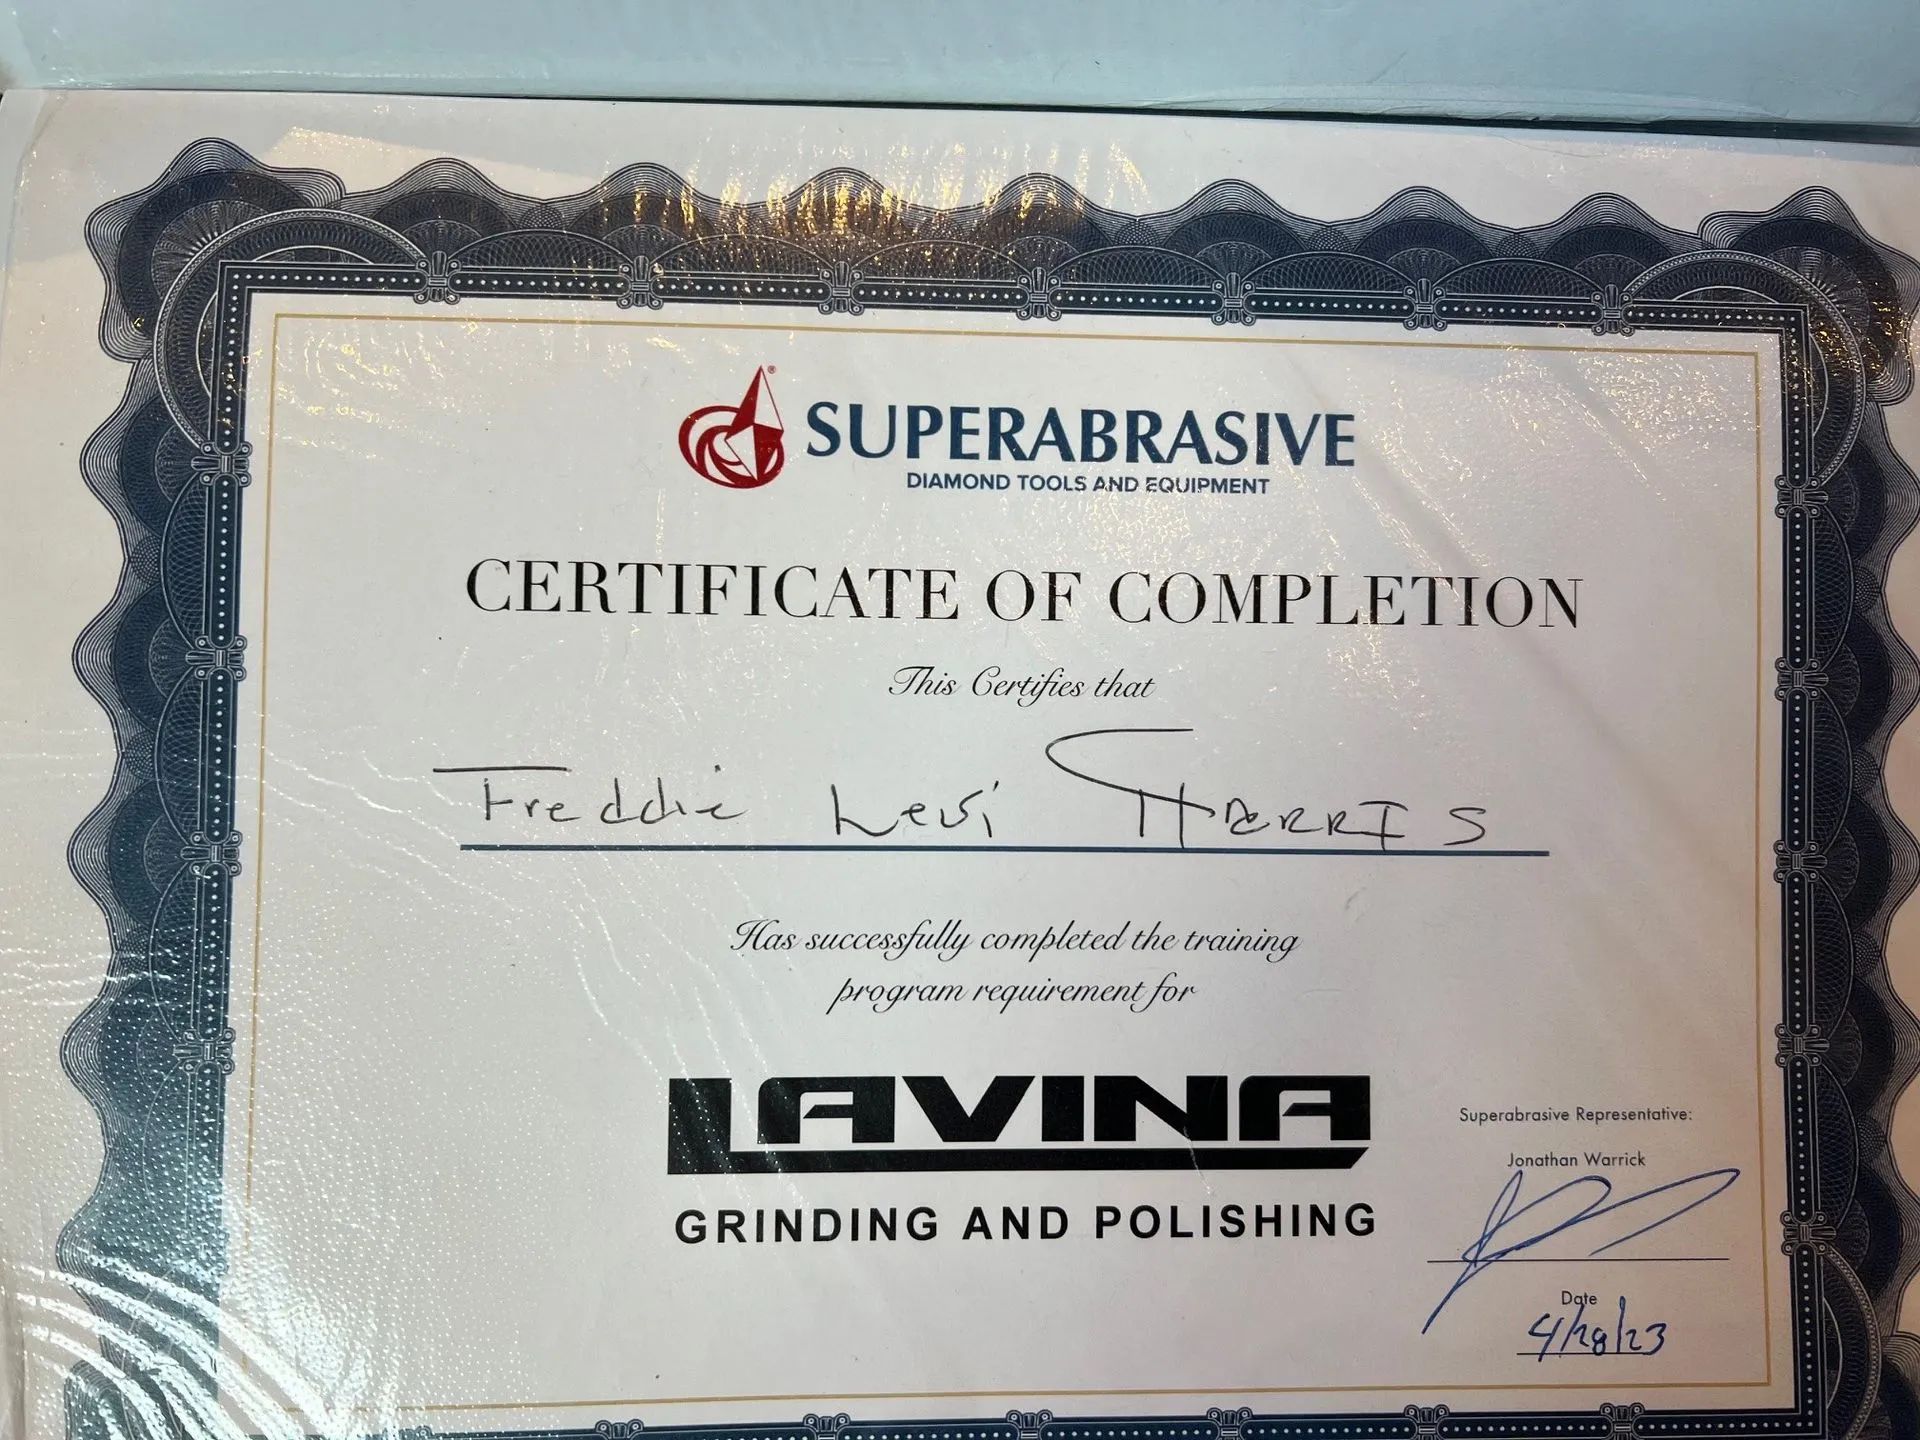 SUPERABRASIVE®
DIAMOND TOOLS AND EQUIPMENT
CERTIFICATE OF COMPLETION
This Certifies that
Freddie Levi HARRIS
Has successfully completed the training
program requirement for
LAVINA
GRINDING AND POLISHING
Superabrasive Representative:
Jonathan Warrick
Date
4/28/23